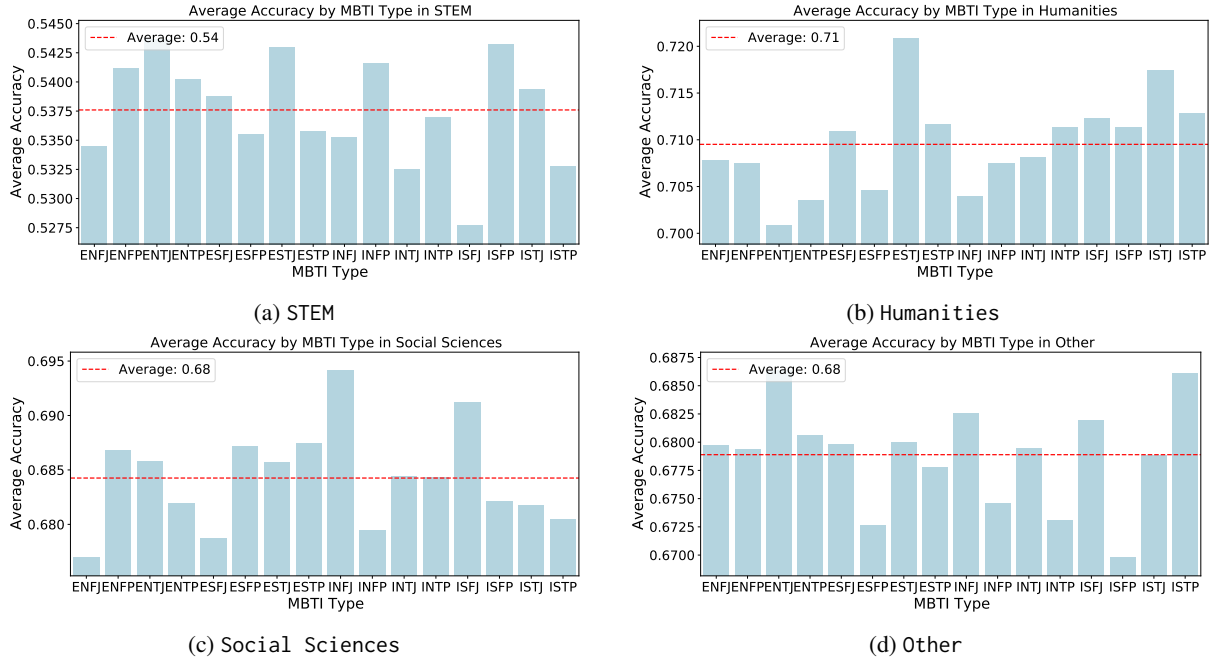 Average Accuracy by MBTI Type in STEM
Average: 0.54
0.5450
0.5425
0.5400
0.5375
0.5350
0.5325
0.5300
0.5275
Average Accuracy
ENFJ ENFP ENTJ ENTP ESFJ ESFP ESTJ ESTP INFJ INFP INTJ INTP ISFJ ISFP ISTJ ISTP
MBTI Type
(a) STEM
Average Accuracy by MBTI Type in Humanities
Average: 0.71
0.720
0.715
0.710
0.705
0.700
Average Accuracy
ENFJ ENFP ENTJ ENTP ESFJ ESFP ESTJ ESTP INFJ INFP INTJ INTP ISFJ ISFP ISTJ ISTP
MBTI Type
(b) Humanities
Average Accuracy by MBTI Type in Social Sciences
Average: 0.68
0.695
0.690
0.685
0.680
Average Accuracy
ENFJ ENFP ENTJ ENTP ESFJ ESFP ESTJ ESTP INFJ INFP INTJ INTP ISFJ ISFP ISTJ ISTP
MBTI Type
(c) Social Sciences
Average Accuracy by MBTI Type in Other
Average: 0.68
0.6875
0.6850
0.6825
0.6800
0.6775
0.6750
0.6725
0.6700
Average Accuracy
ENFJ ENFP ENTJ ENTP ESFJ ESFP ESTJ ESTP INFJ INFP INTJ INTP ISFJ ISFP ISTJ ISTP
MBTI Type
(d) Other